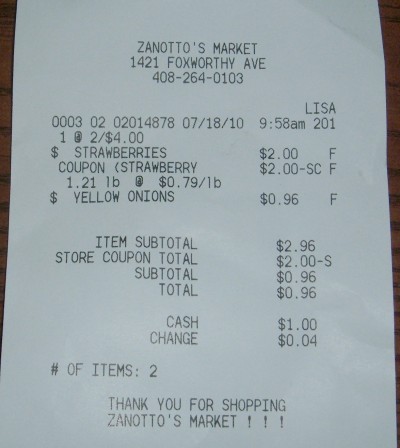 ZANOTTO'S MARKET
1421 FOXWORTHY AVE
408-264-0103
LISA
0003 02 02014878 07/18/10 9:58am 201
1 @ 2/$4.00
$ STRAWBERRIES $2.00 F
COUPON (STRAWBERRY $2.00-SC F
1.21 lb @ $0.79/lb
$ YELLOW ONIONS $0.96 F
ITEM SUBTOTAL $2.96
STORE COUPON TOTAL $2.00-S
SUBTOTAL $0.96
TOTAL $0.96
CASH $1.00
CHANGE $0.04
# OF ITEMS: 2
THANK YOU FOR SHOPPING
ZANOTTO'S MARKET ! ! !